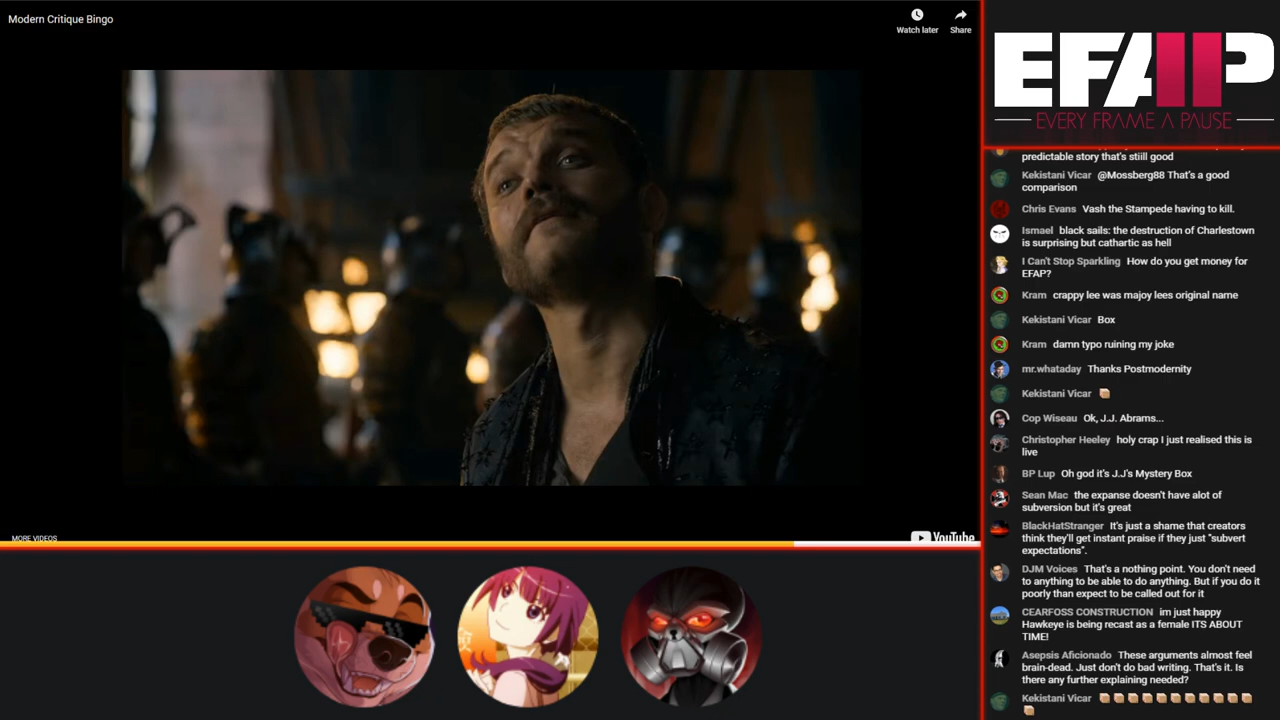 Modern Critique Bingo
Watch later
Share
EFAP
EVERY FRAME A PAUSE
predictable story that's stiill good
Kekistani Vicar @Mossberg88 That's a good
comparison
Chris Evans Vash the Stampede having to kill.
Ismael black sails: the destruction of Charlestown
is surprising but cathartic as hell
I Can't Stop Sparkling How do you get money for
EFAP?
Kram crappy lee was majoy lees original name
Kekistani Vicar Box
Kram damn typo ruining my joke
mr.whataday Thanks Postmodernity
Kekistani Vicar
Cop Wiseau Ok, J.J. Abrams...
Christopher Heeley holy crap I just realised this is
live
BP Lup Oh god it's J.J's Mystery Box
Sean Mac the expanse doesn't have alot of
subversion but it's great
BlackHatStranger It's just a shame that creators
think they'll get instant praise if they just "subvert
expectations".
DJM Voices That's a nothing point. You don't need
to anything to be able to do anything. But if you do it
poorly than expect to be called out for it
CEARFOSS CONSTRUCTION im just happy
Hawkeye is being recast as a female ITS ABOUT
TIME!
Asepsis Aficionado These arguments almost feel
brain-dead. Just don't do bad writing. That's it. Is
there any further explaining needed?
Kekistani Vicar
MORE VIDEOS
YouTube